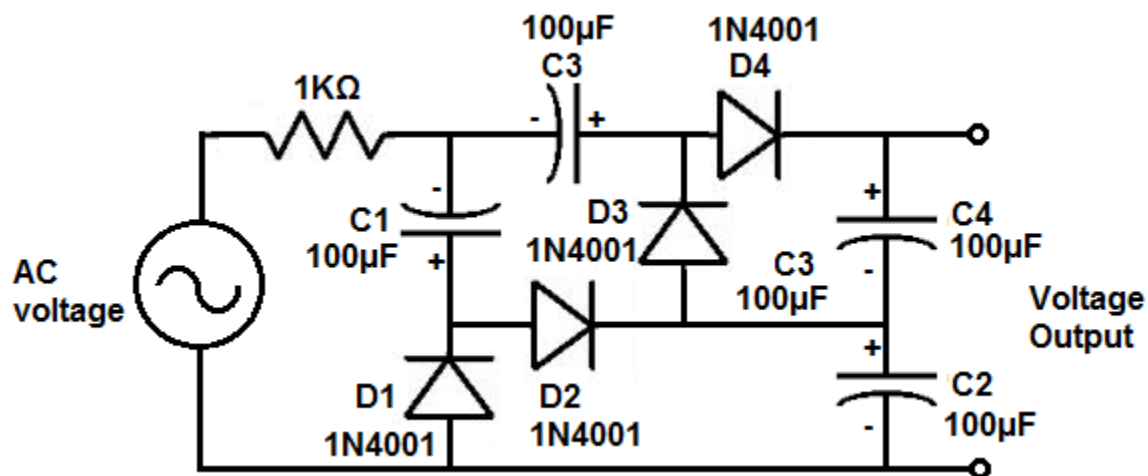 100µF
C3
-
+
1N4001
D4
1KΩ
-
C1
100µF
+
D3
1N4001
+
C4
100µF
-
C3
100µF
AC
voltage
Voltage
Output
D1
1N4001
D2
1N4001
+
C2
100µF
-